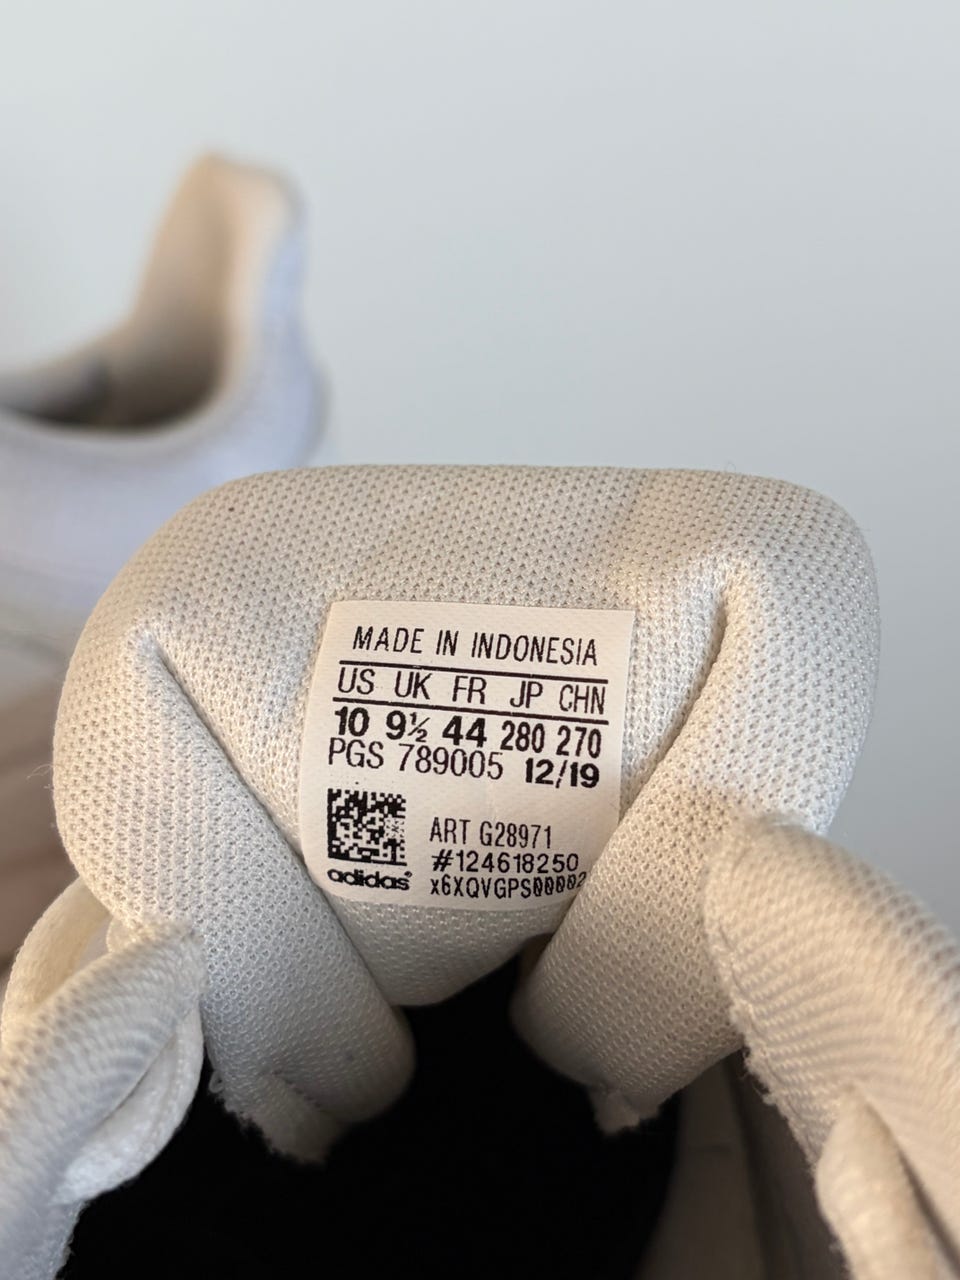 MADE IN INDONESIA
US UK FR JP CHN
10 9½ 44 280 270
PGS 789005 12/19
ART G28971
#124618250
x6XQVGPS00002
adidas®